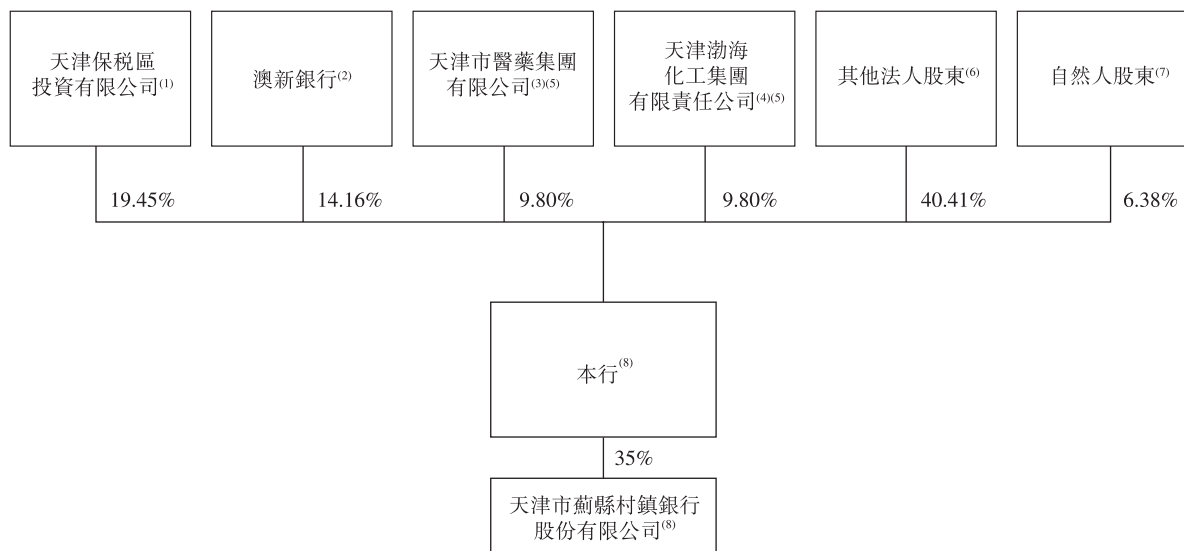 天津保税區
投資有限公司(1)
澳新銀行(2)
天津市醫藥集團
有限公司(3)(5)
天津渤海
化工集團
有限責任公司(4)(5)
其他法人股東(6)
自然人股東(7)
19.45%
14.16%
9.80%
9.80%
40.41%
6.38%
本行(8)
35%
天津市薊縣村鎮銀行
股份有限公司(8)